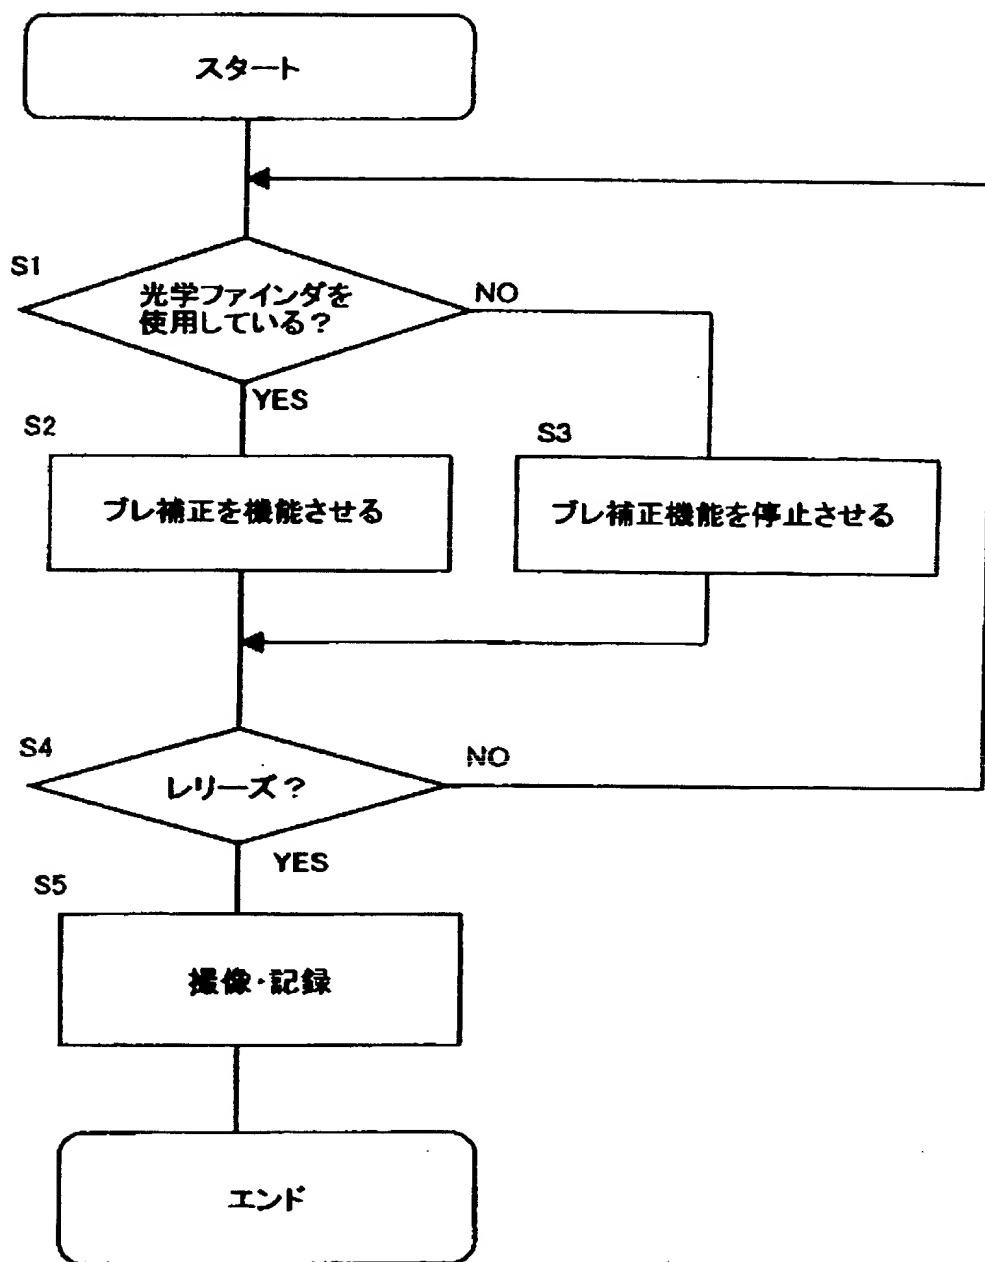 スタート
S1
光学ファインダを
使用している？
NO
YES
S2
ブレ補正を機能させる
S3
ブレ補正機能を停止させる
S4
レリーズ？
NO
YES
S5
撮像・記録
エンド